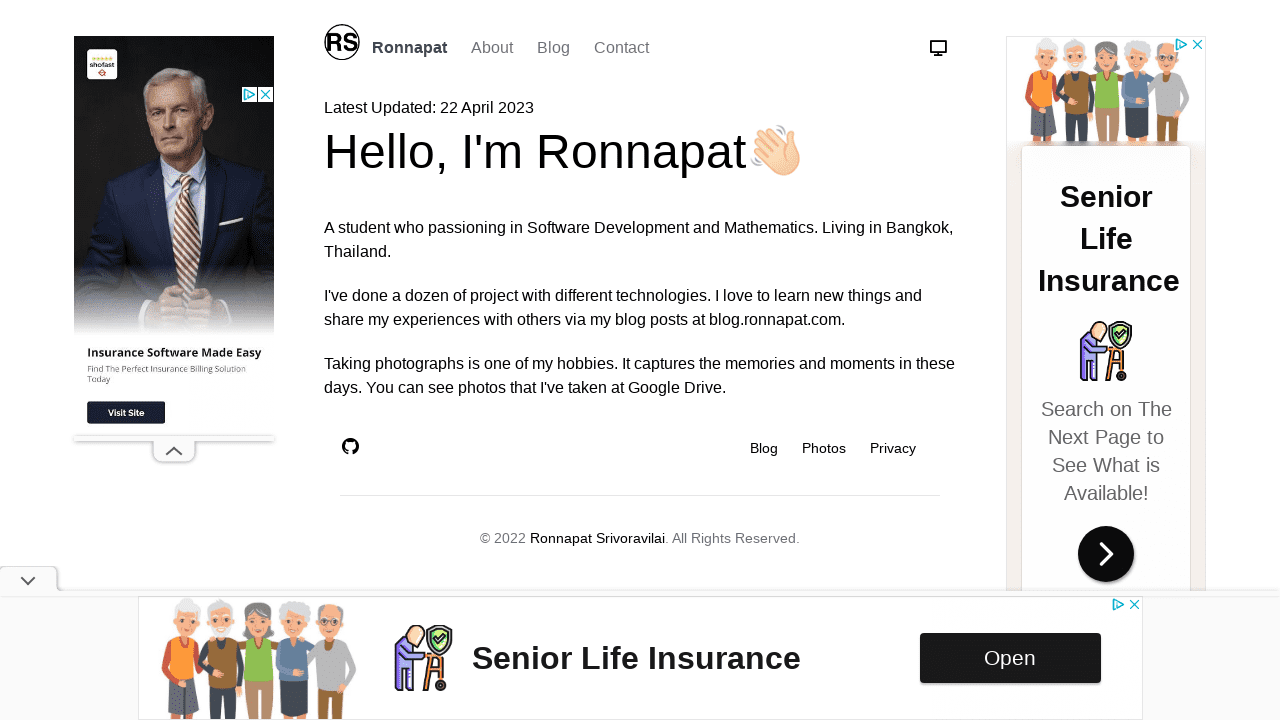 RS
Ronnapat
About
Blog
Contact
Latest Updated: 22 April 2023
Hello, I'm Ronnapat👋🏻
A student who passioning in Software Development and Mathematics. Living in Bangkok,
Thailand.
I've done a dozen of project with different technologies. I love to learn new things and
share my experiences with others via my blog posts at blog.ronnapat.com.
Taking photographs is one of my hobbies. It captures the memories and moments in these
days. You can see photos that I've taken at Google Drive.
Blog
Photos
Privacy
© 2022 Ronnapat Srivoravilai. All Rights Reserved.
shofast
Insurance Software Made Easy
Find The Perfect Insurance Billing Solution
Today
Visit Site
Senior
Life
Insurance
Search on The
Next Page to
See What is
Available!
Senior Life Insurance
Open